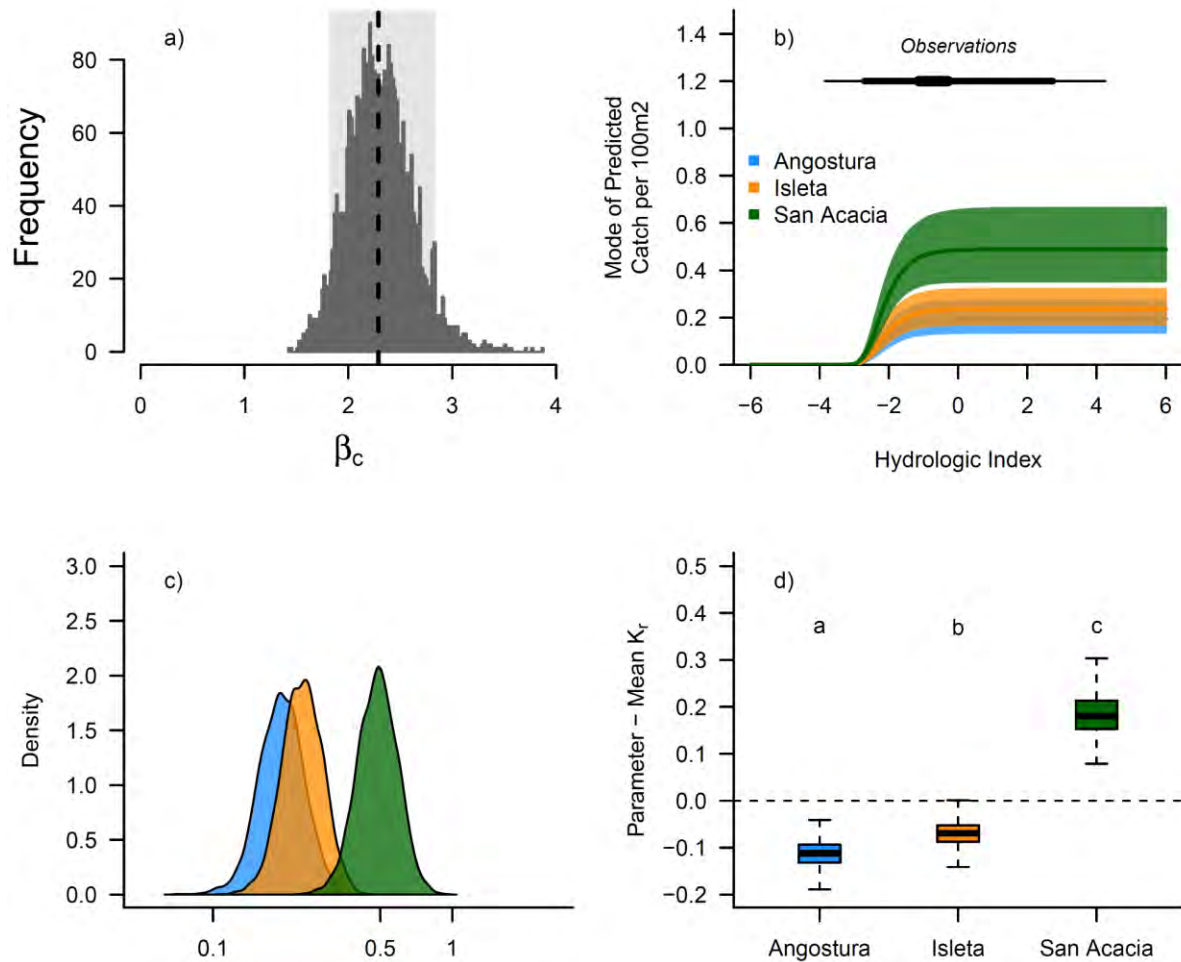 a)
Frequency
80
60
40
20
0
0 1 2 3 4
βc
b)
Observations
Mode of Predicted
Catch per 100m2
1.4
1.2
1.0
0.8
0.6
0.4
0.2
0.0
Angostura
Isleta
San Acacia
−6 −4 −2 0 2 4 6
Hydrologic Index
c)
Density
3.0
2.5
2.0
1.5
1.0
0.5
0.0
0.1 0.5 1
d)
Parameter − Mean Kr
0.5
0.4
0.3
0.2
0.1
0.0
−0.1
−0.2
a b c
Angostura Isleta San Acacia